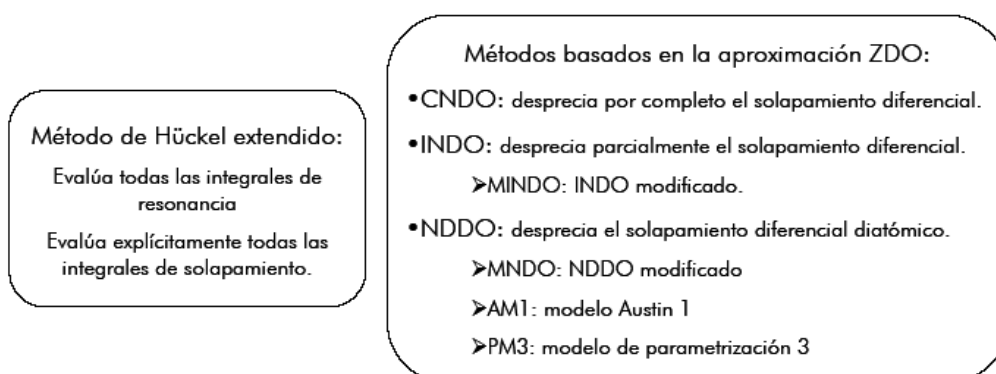 Método de Hückel extendido:
Evalúa todas las integrales de
resonancia
Evalúa explícitamente todas las
integrales de solapamiento.
Métodos basados en la aproximación ZDO:
•CNDO: desprecia por completo el solapamiento diferencial.
•INDO: desprecia parcialmente el solapamiento diferencial.
➢MINDO: INDO modificado.
•NDDO: desprecia el solapamiento diferencial diatómico.
➢MNDO: NDDO modificado
➢AM1: modelo Austin 1
➢PM3: modelo de parametrización 3